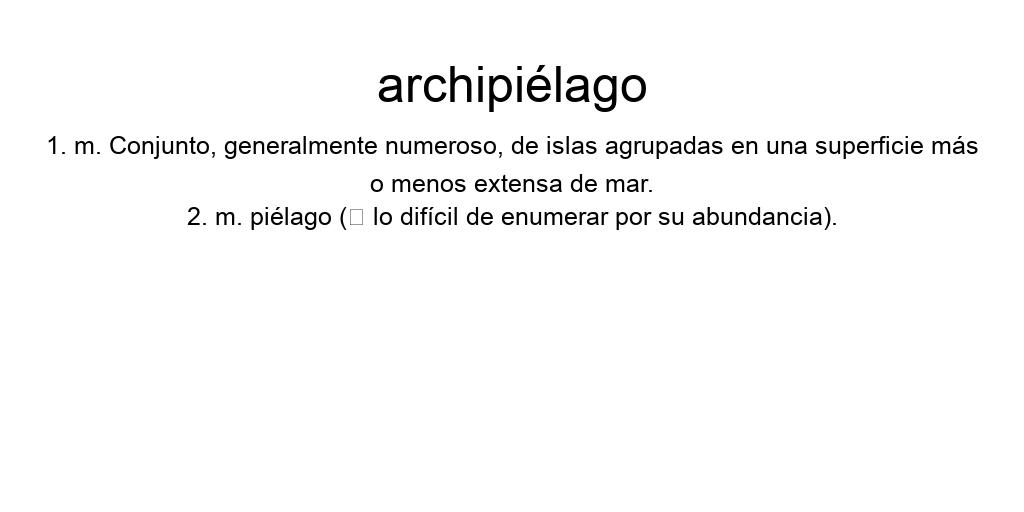 archipiélago
1. m. Conjunto, generalmente numeroso, de islas agrupadas en una superficie más
o menos extensa de mar.
2. m. piélago (▯ lo difícil de enumerar por su abundancia).